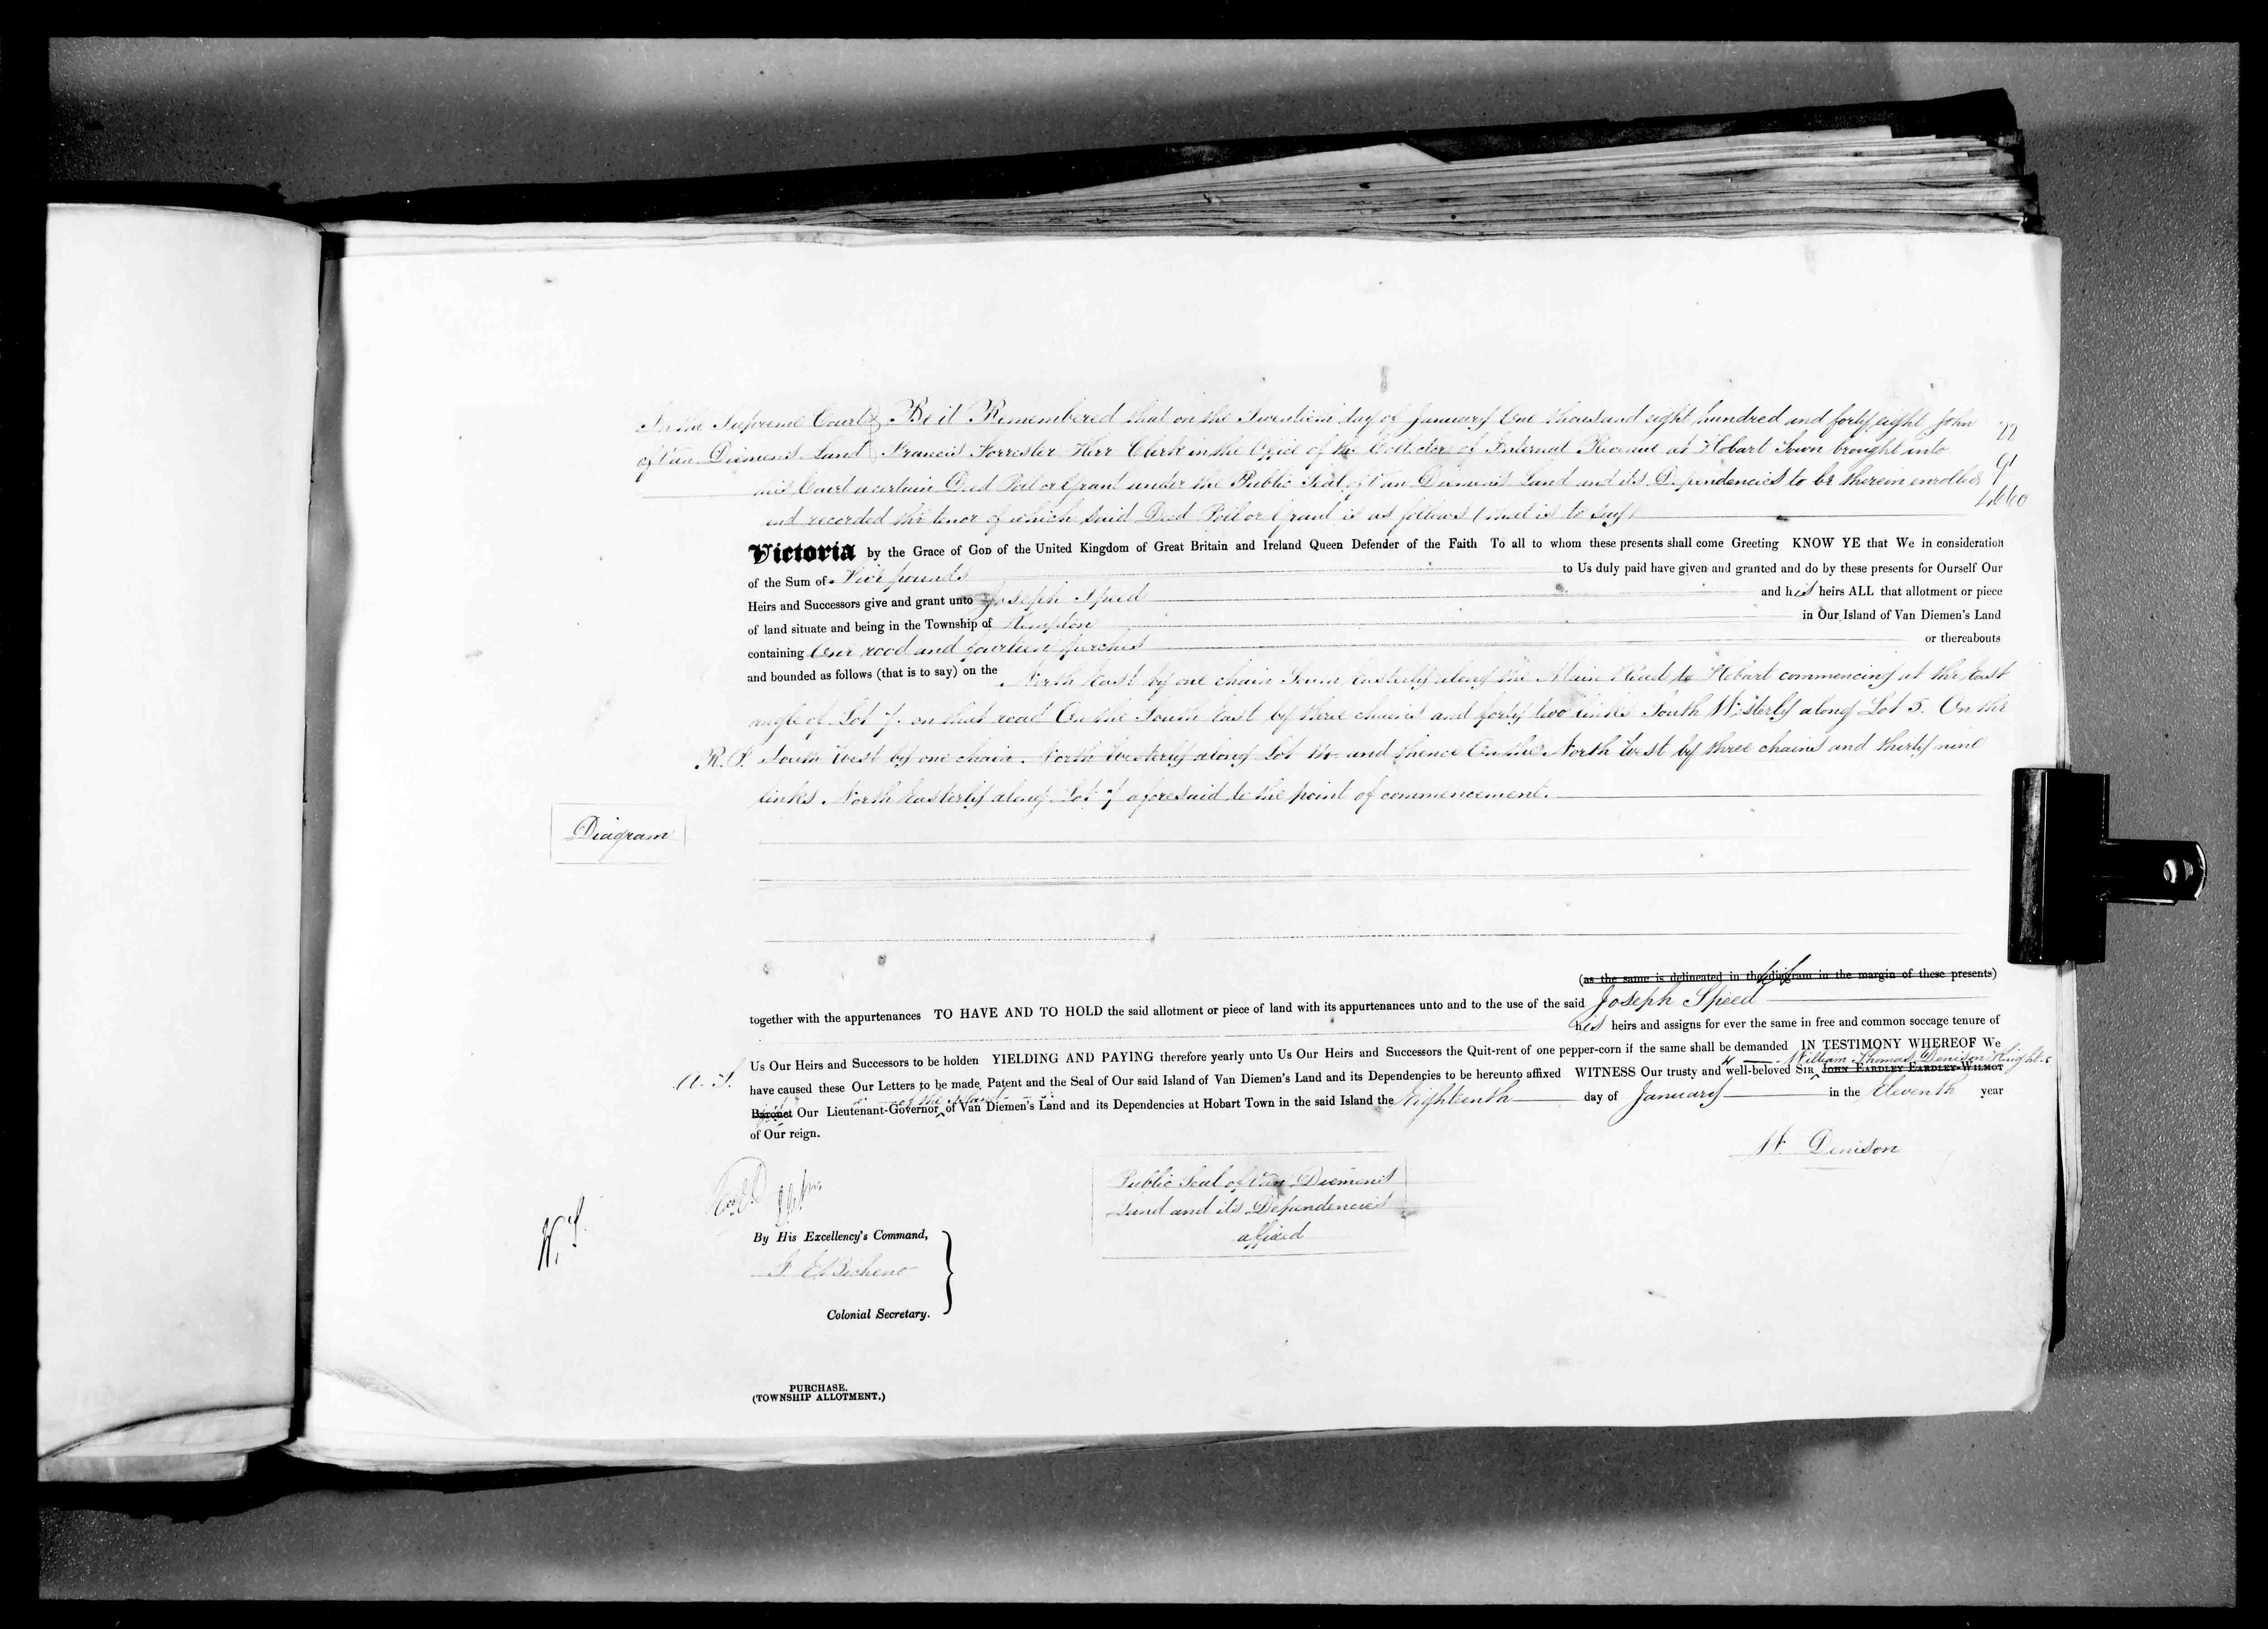 In the Supreme Court Be it Remembered that on the Twentieth day of January One thousand eight hundred and forty eight John
of Van Diemen's Land Francis Forrester Herr Clerk in the Office of the Collector of Internal Revenue at Hobart Town brought into
this Court a certain Deed Poll or Grant under the Public Seal of Van Diemen's Land and its Dependencies to be therein enrolled
and recorded the tenor of which said Deed Poll or Grant is as follows (that is to say)
22
91
4660
Victoria by the Grace of God of the United Kingdom of Great Britain and Ireland Queen Defender of the Faith To all to whom these presents shall come Greeting KNOW YE that We in consideration
of the Sum of Five pounds to Us duly paid have given and granted and do by these presents for Ourself Our
Heirs and Successors give and grant unto Joseph Speed and his heirs ALL that allotment or piece
of land situate and being in the Township of Kempton in Our Island of Van Diemen's Land
containing One rood and fourteen perches or thereabouts
and bounded as follows (that is to say) on the North East by one chain South Easterly along the Main Road to Hobart commencing at the East
angle of Lot 7. on that road On the South East by three chains and forty two links South Westerly along Lot 5. On the
R.P. South West by one chain. North Westerly along Lot 14 and thence On the North West by three chains and thirty nine
links. North Easterly along Lot 7 aforesaid to the point of commencement.
Diagram
(as the same is delineated in the diagram in the margin of these presents)
together with the appurtenances TO HAVE AND TO HOLD the said allotment or piece of land with its appurtenances unto and to the use of the said Joseph Speed
his heirs and assigns for ever the same in free and common soccage tenure of
Us Our Heirs and Successors to be holden YIELDING AND PAYING therefore yearly unto Us Our Heirs and Successors the Quit-rent of one pepper-corn if the same shall be demanded IN TESTIMONY WHEREOF We
William Thomas Denison Knight
have caused these Our Letters to be made Patent and the Seal of Our said Island of Van Diemen's Land and its Dependencies to be hereunto affixed WITNESS Our trusty and well-beloved Sir John Eardley Eardley-Wilmot
of the Island
Baronet Our Lieutenant-Governor of Van Diemen's Land and its Dependencies at Hobart Town in the said Island the Eighteenth day of January in the Eleventh year
of Our reign.
W. Denison
Public Seal of Van Diemen's
Land and its Dependencies
affixed
By His Excellency's Command,
J. E. Bicheno
Colonial Secretary.
PURCHASE.
(TOWNSHIP ALLOTMENT.)